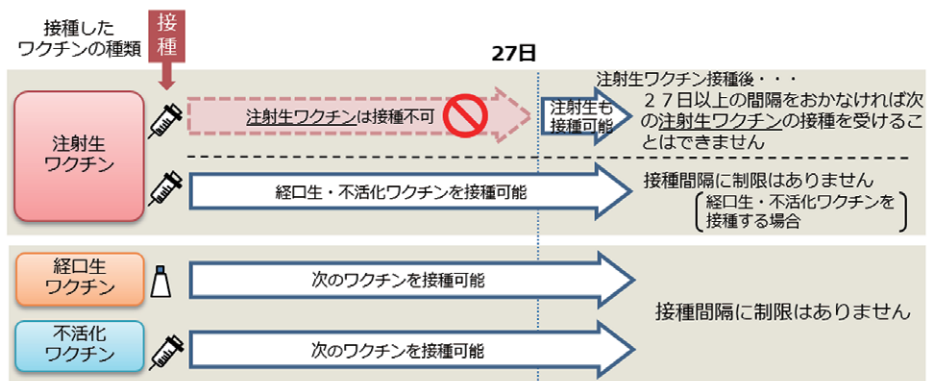 接種した
ワクチンの種類
接種
27日
注射生
ワクチン
注射生ワクチンは接種不可
注射生も
接種可能
注射生ワクチン接種後・・・
２７日以上の間隔をおかなければ次
の注射生ワクチンの接種を受けるこ
とはできません
経口生・不活化ワクチンを接種可能
接種間隔に制限はありません
経口生・不活化ワクチンを
接種する場合
経口生
ワクチン
次のワクチンを接種可能
接種間隔に制限はありません
不活化
ワクチン
次のワクチンを接種可能